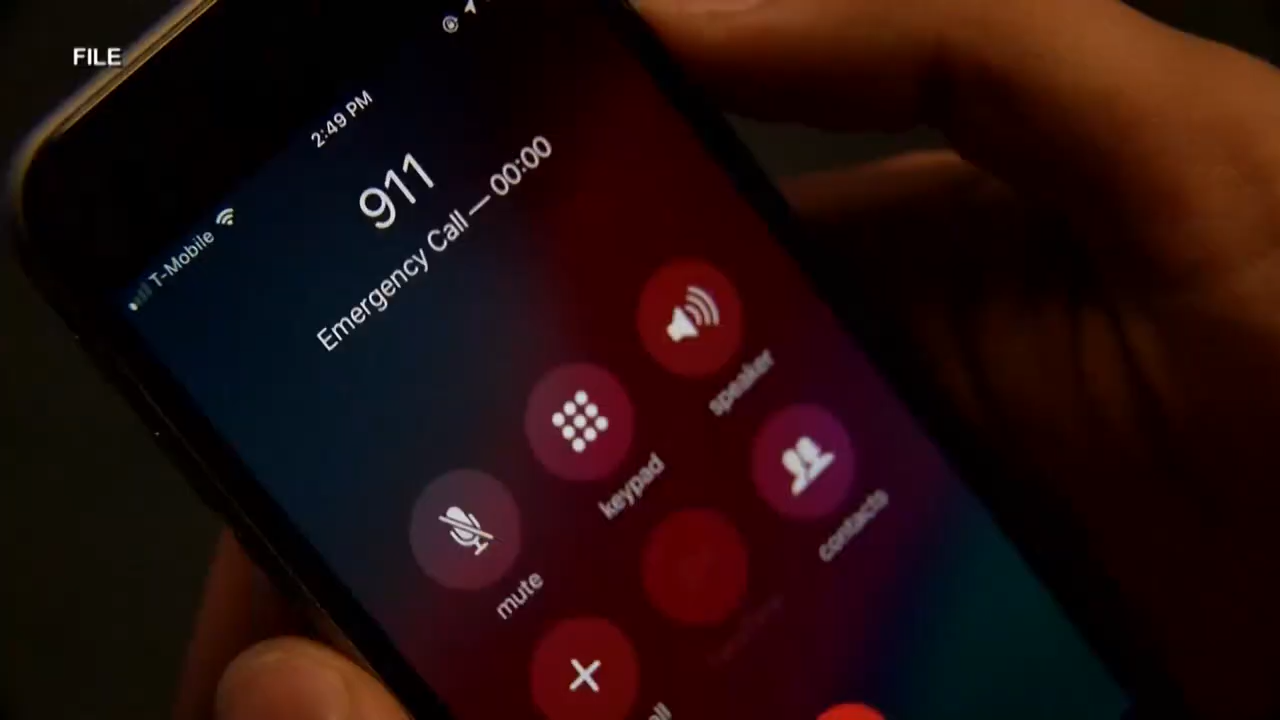 FILE
2:49 PM
T-Mobile
911
Emergency Call — 00:00
speaker
keypad
contacts
mute